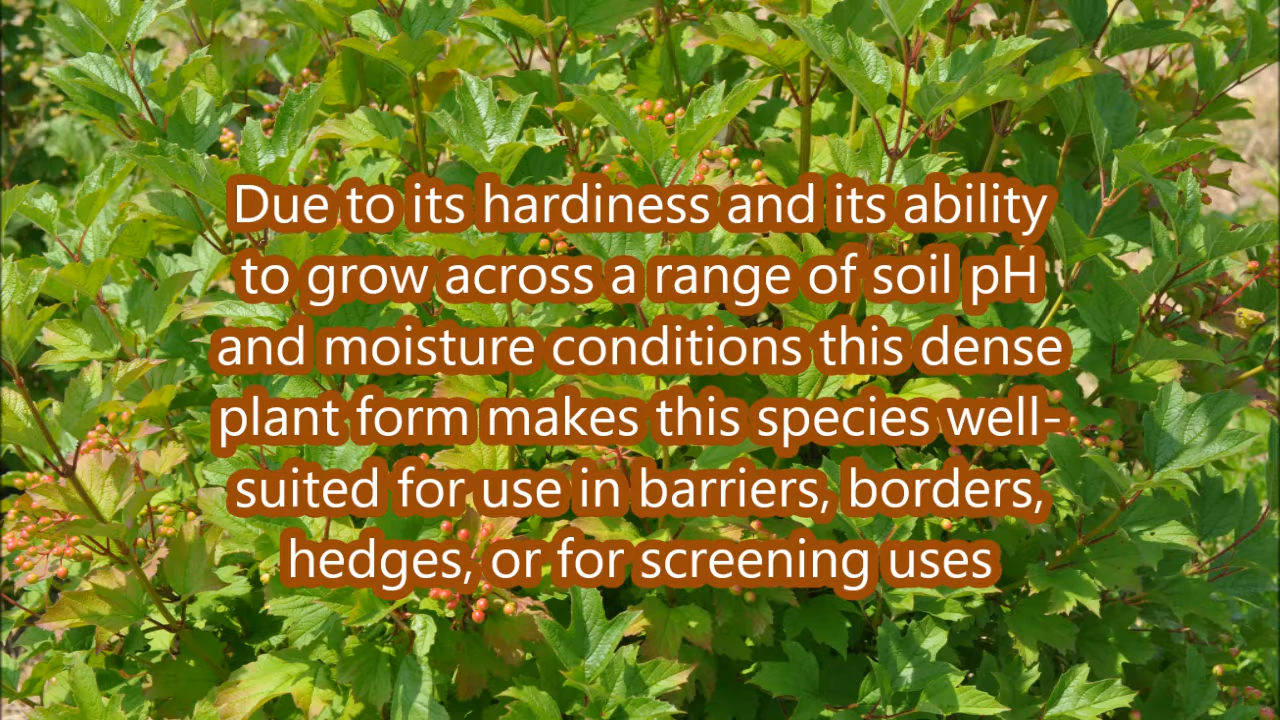 Due to its hardiness and its ability
to grow across a range of soil pH
and moisture conditions this dense
plant form makes this species well-
suited for use in barriers, borders,
hedges, or for screening uses